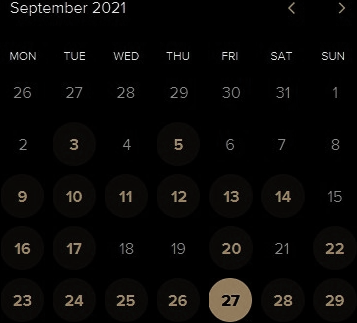 September 2021
MON TUE WED THU FRI SAT SUN
26 27 28 29 30 31 1
2 3 4 5 6 7 8
9 10 11 12 13 14 15
16 17 18 19 20 21 22
23 24 25 26 27 28 29